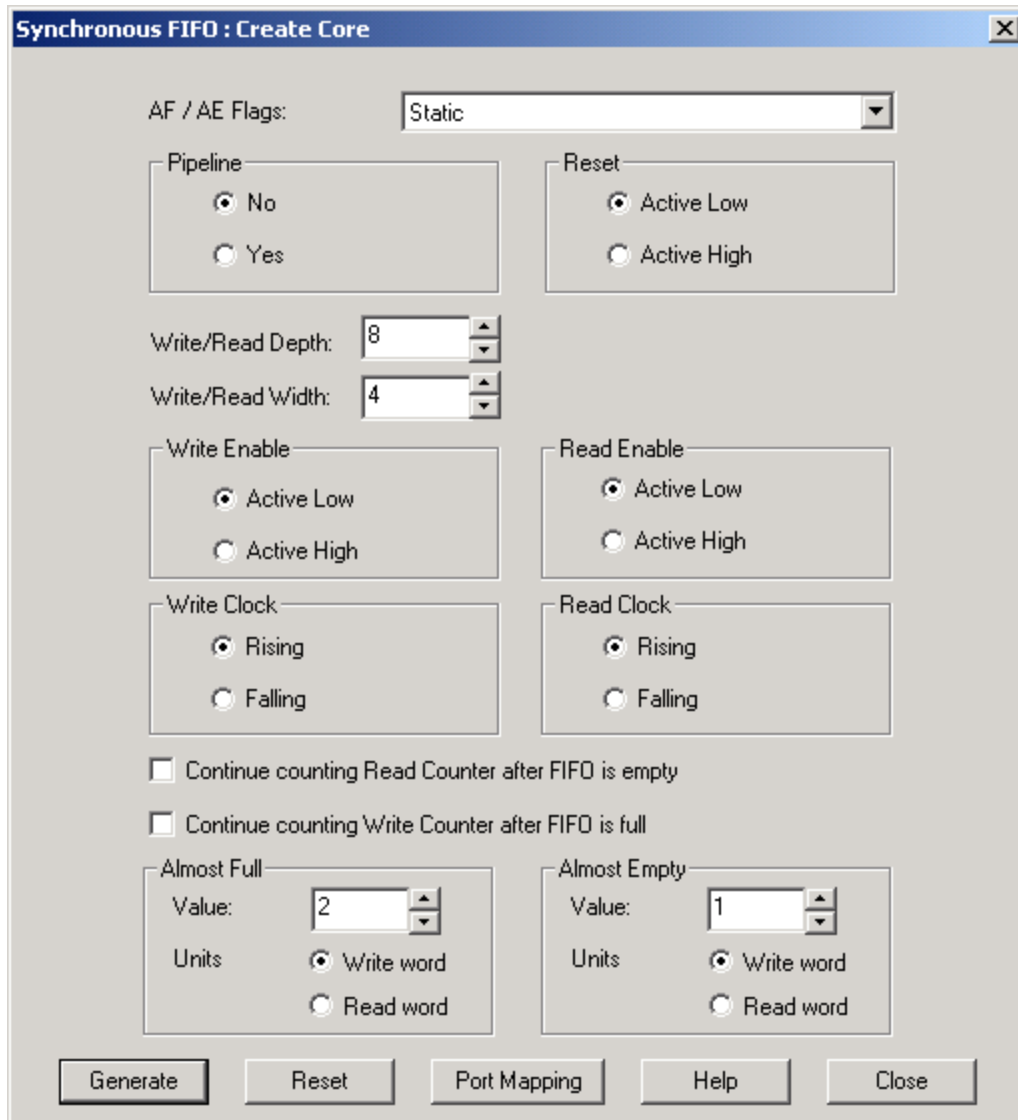 Synchronous FIFO : Create Core
AF / AE Flags: Static
Pipeline Reset
No Active Low
Yes Active High
Write/Read Depth: 8
Write/Read Width: 4
Write Enable Read Enable
Active Low Active Low
Active High Active High
Write Clock Read Clock
Rising Rising
Falling Falling
Continue counting Read Counter after FIFO is empty
Continue counting Write Counter after FIFO is full
Almost Full Almost Empty
Value: 2 Value: 1
Units Write word Units Write word
Read word Read word
Generate Reset Port Mapping Help Close